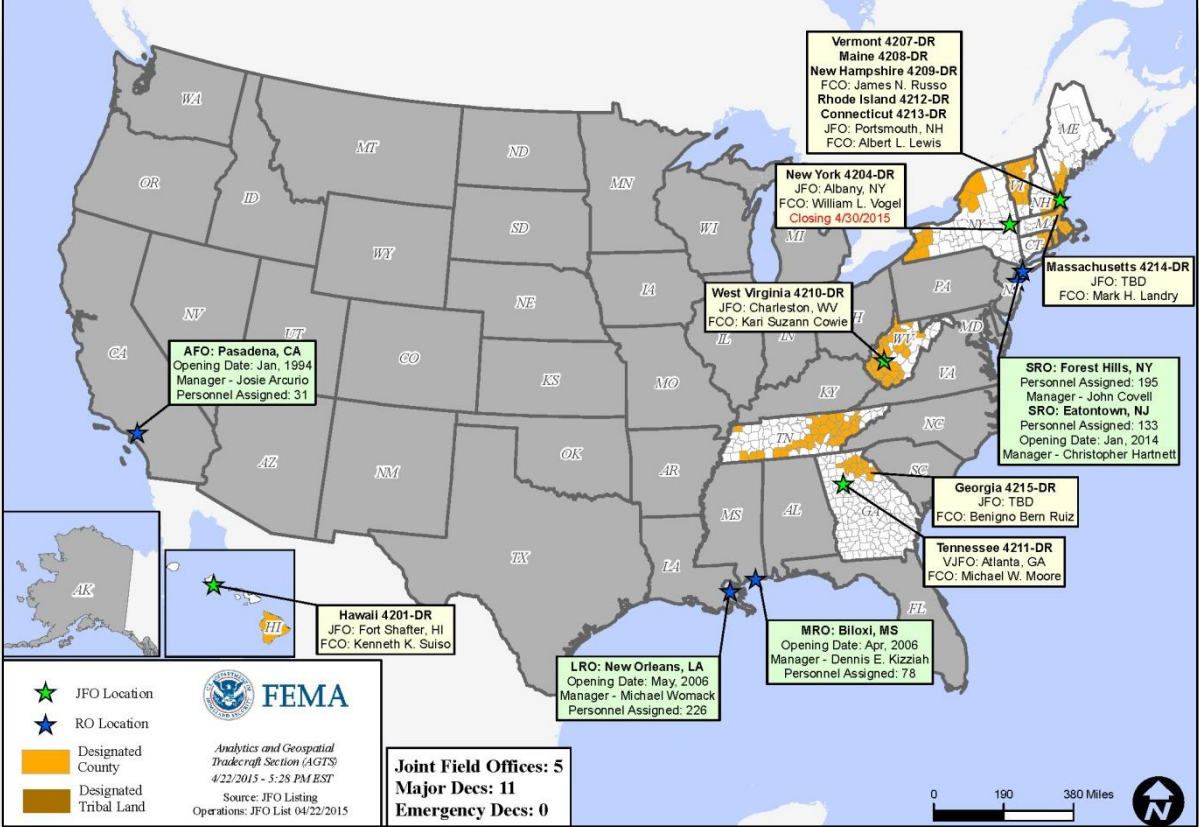 Vermont 4207-DR
Maine 4208-DR
New Hampshire 4209-DR
FCO: James N. Russo
Rhode Island 4212-DR
Connecticut 4213-DR
JFO: Portsmouth, NH
FCO: Albert L. Lewis
New York 4204-DR
JFO: Albany, NY
FCO: William L. Vogel
Closing 4/30/2015
Massachusetts 4214-DR
JFO: TBD
FCO: Mark H. Landry
West Virginia 4210-DR
JFO: Charleston, WV
FCO: Kari Suzann Cowie
AFO: Pasadena, CA
Opening Date: Jan, 1994
Manager - Josie Arcurio
Personnel Assigned: 31
SRO: Forest Hills, NY
Personnel Assigned: 195
Manager - John Covell
SRO: Eatontown, NJ
Personnel Assigned: 133
Opening Date: Jan, 2014
Manager - Christopher Hartnett
Georgia 4215-DR
JFO: TBD
FCO: Benigno Bern Ruiz
Tennessee 4211-DR
VJFO: Atlanta, GA
FCO: Michael W. Moore
Hawaii 4201-DR
JFO: Fort Shafter, HI
FCO: Kenneth K. Suiso
MRO: Biloxi, MS
Opening Date: Apr, 2006
Manager - Dennis E. Kizziah
Personnel Assigned: 78
LRO: New Orleans, LA
Opening Date: May, 2006
Manager - Michael Womack
Personnel Assigned: 226
WA
MT
ND
MN
ME
OR
ID
SD
WI
MI
NY
VT
NH
MA
CT
WY
IA
NE
PA
NV
UT
CO
IL
IN
WV
MD
VA
CA
KS
MO
KY
NC
TN
AZ
NM
OK
AR
SC
MS
AL
GA
TX
LA
FL
AK
HI
JFO Location
RO Location
Designated
County
Designated
Tribal Land
FEMA
Analytics and Geospatial
Tradecraft Section (AGTS)
4/22/2015 - 5:28 PM EST
Source: JFO Listing
Operations: JFO List 04/22/2015
Joint Field Offices: 5
Major Decs: 11
Emergency Decs: 0
0 190 380 Miles
N